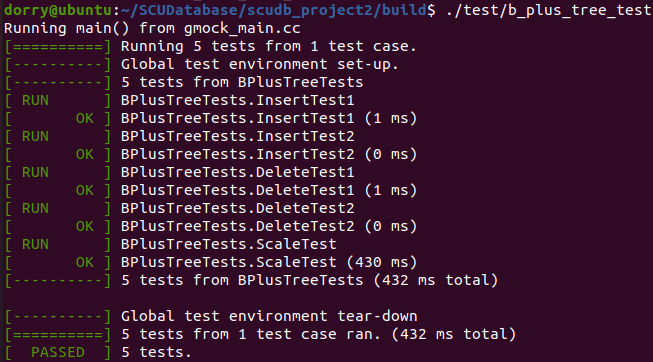 dorry@ubuntu:~/SCUDatabase/scudb_project2/build$ ./test/b_plus_tree_test
Running main() from gmock_main.cc
[==========] Running 5 tests from 1 test case.
[----------] Global test environment set-up.
[----------] 5 tests from BPlusTreeTests
[ RUN      ] BPlusTreeTests.InsertTest1
[       OK ] BPlusTreeTests.InsertTest1 (1 ms)
[ RUN      ] BPlusTreeTests.InsertTest2
[       OK ] BPlusTreeTests.InsertTest2 (0 ms)
[ RUN      ] BPlusTreeTests.DeleteTest1
[       OK ] BPlusTreeTests.DeleteTest1 (1 ms)
[ RUN      ] BPlusTreeTests.DeleteTest2
[       OK ] BPlusTreeTests.DeleteTest2 (0 ms)
[ RUN      ] BPlusTreeTests.ScaleTest
[       OK ] BPlusTreeTests.ScaleTest (430 ms)
[----------] 5 tests from BPlusTreeTests (432 ms total)
[----------] Global test environment tear-down
[==========] 5 tests from 1 test case ran. (432 ms total)
[  PASSED  ] 5 tests.